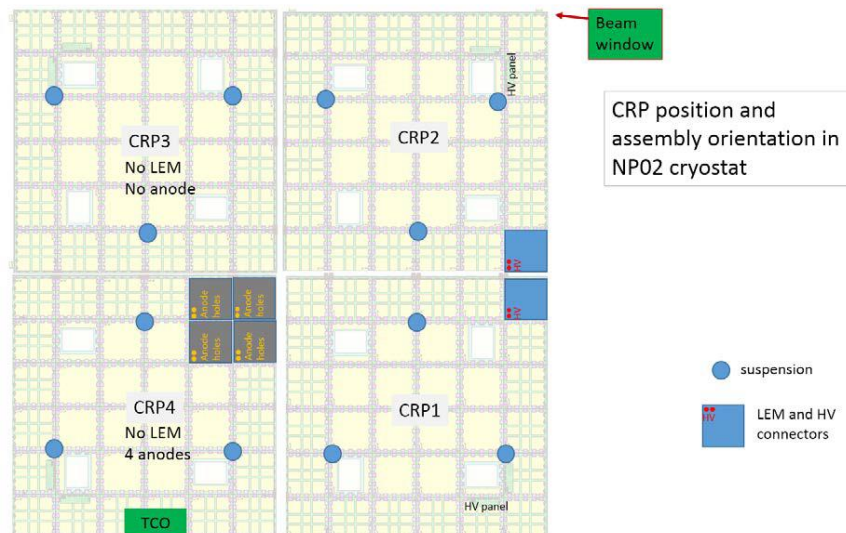 Beam
window
HV panel
CRP position and
assembly orientation in
NP02 cryostat
CRP3
No LEM
No anode
CRP2
HV
HV
Anode
holes
Anode
holes
Anode
holes
Anode
holes
suspension
CRP4
No LEM
4 anodes
CRP1
HV
LEM and HV
connectors
HV panel
TCO